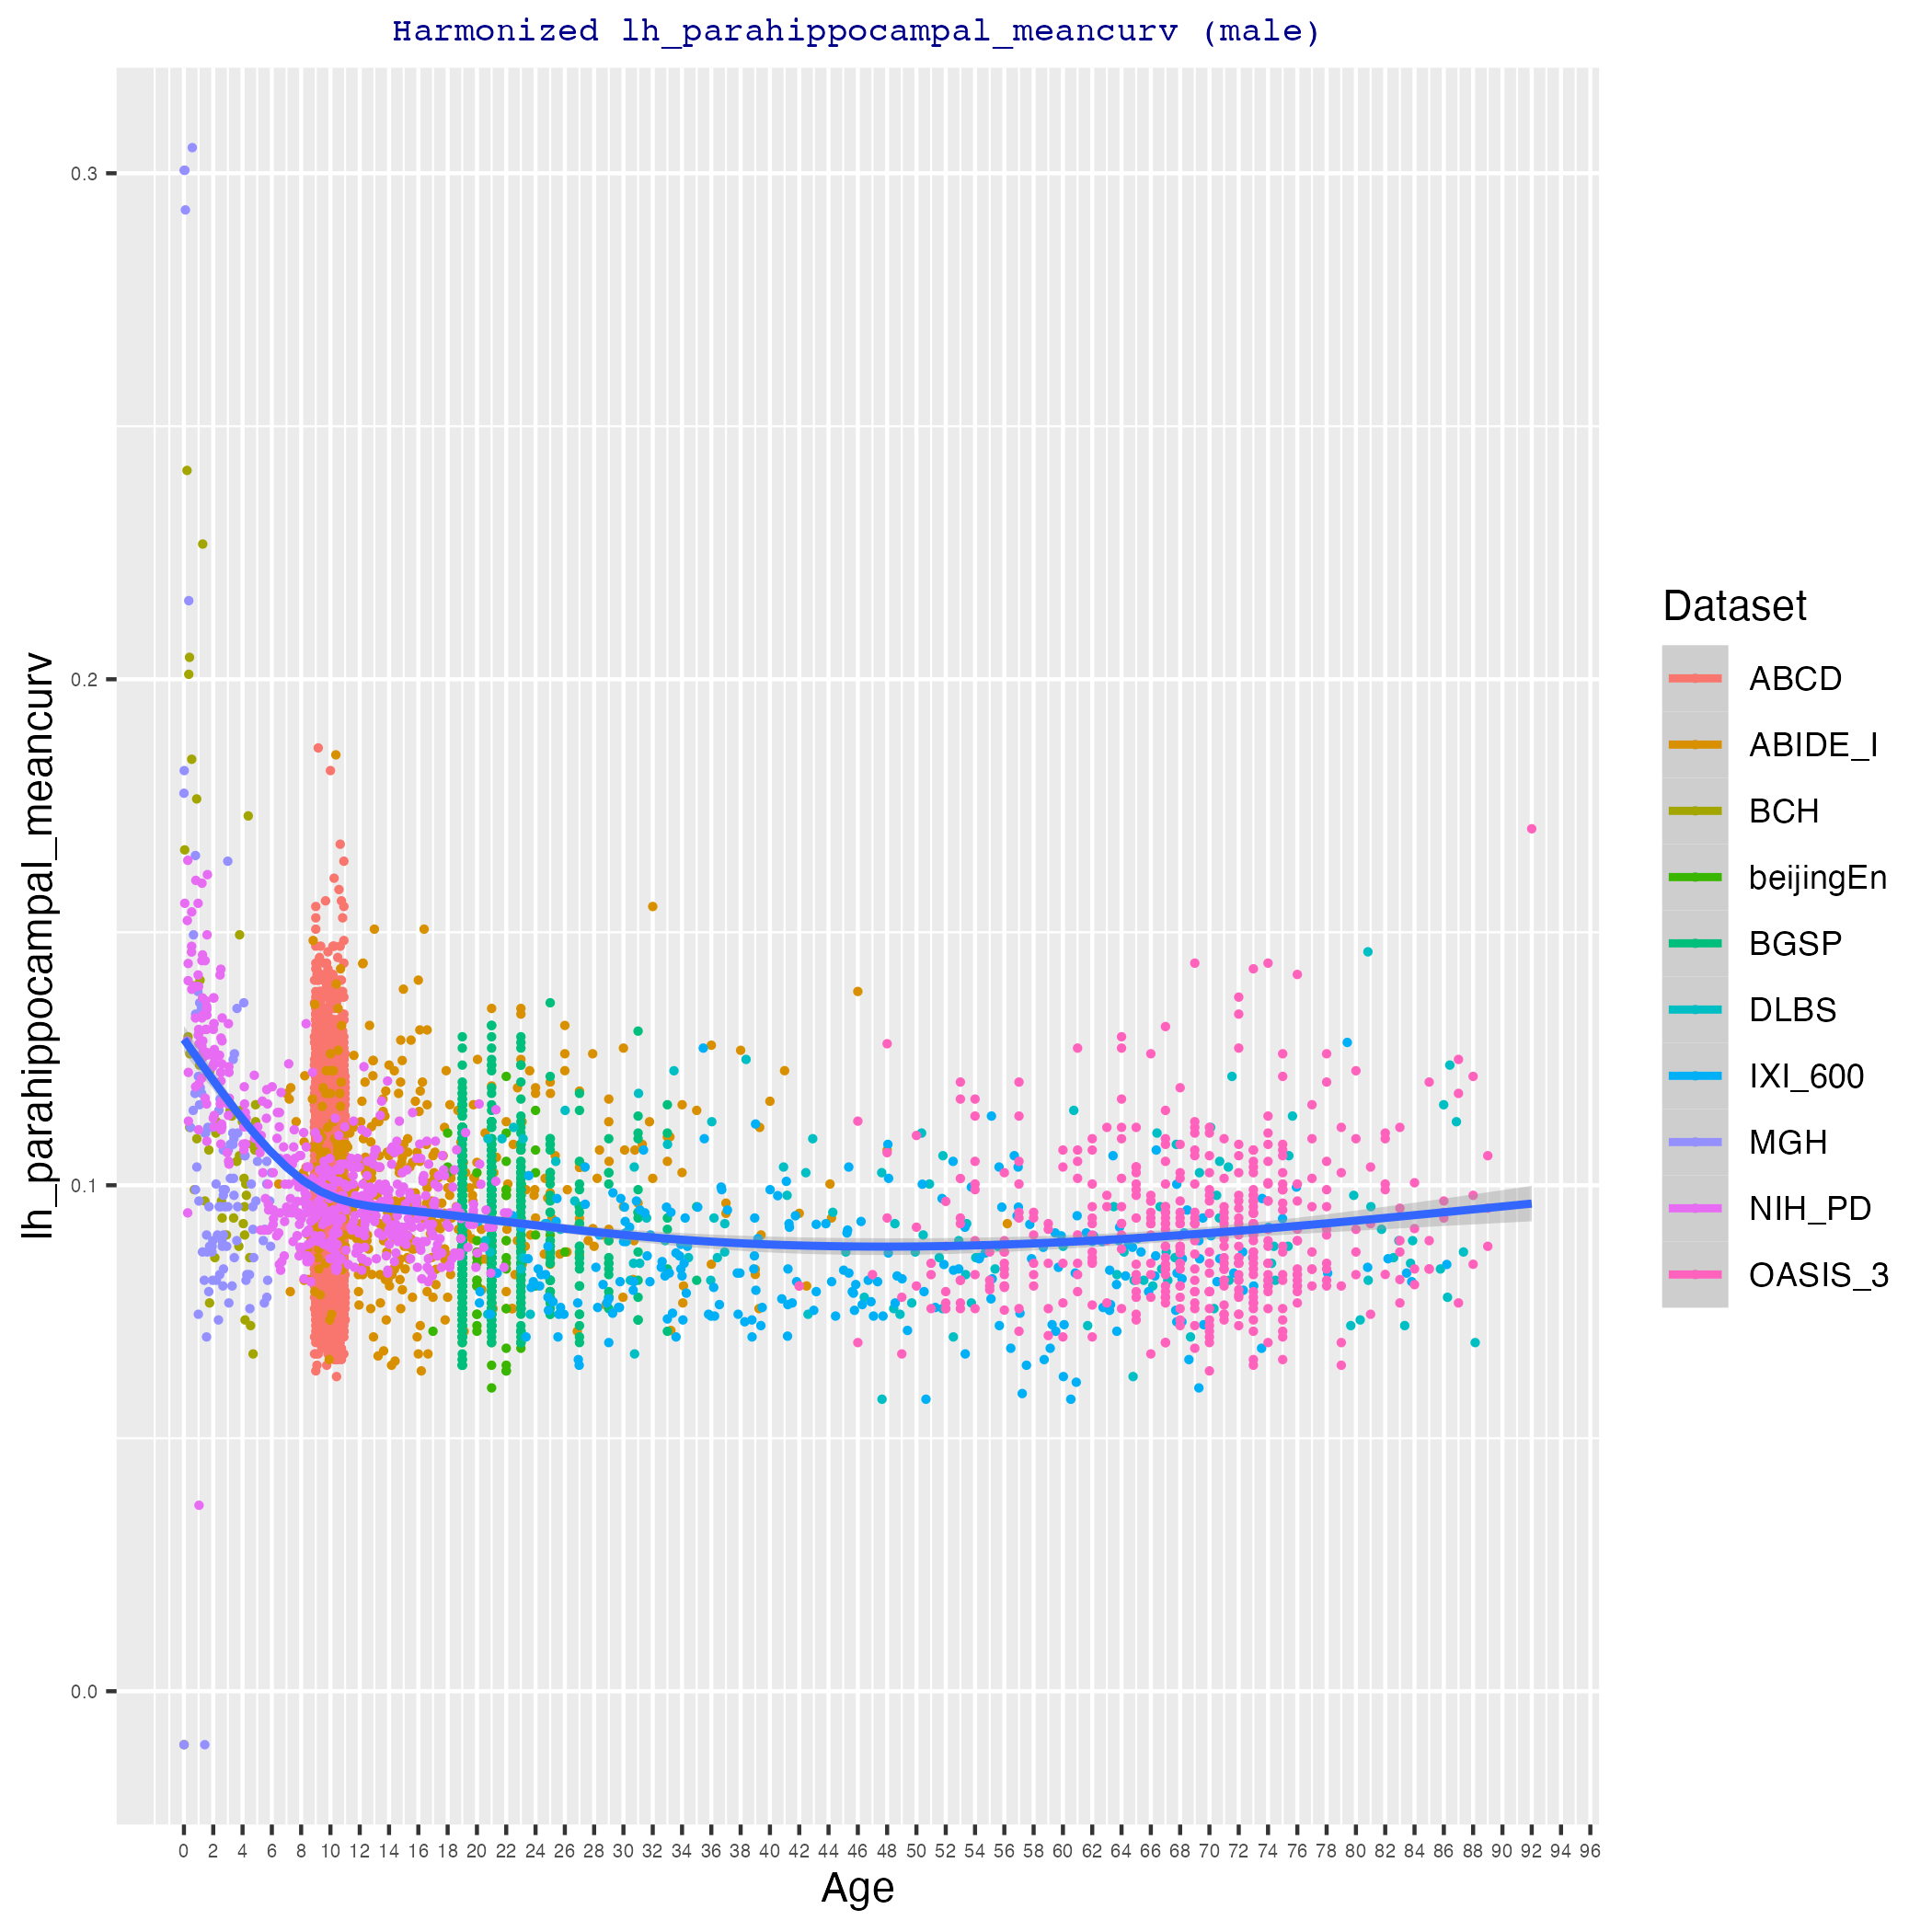 Harmonized lh_parahippocampal_meancurv (male)
lh_parahippocampal_meancurv
0.3
0.2
0.1
0.0
0 2 4 6 8 10 12 14 16 18 20 22 24 26 28 30 32 34 36 38 40 42 44 46 48 50 52 54 56 58 60 62 64 66 68 70 72 74 76 78 80 82 84 86 88 90 92 94 96
Age
Dataset
ABCD
ABIDE_I
BCH
beijingEn
BGSP
DLBS
IXI_600
MGH
NIH_PD
OASIS_3